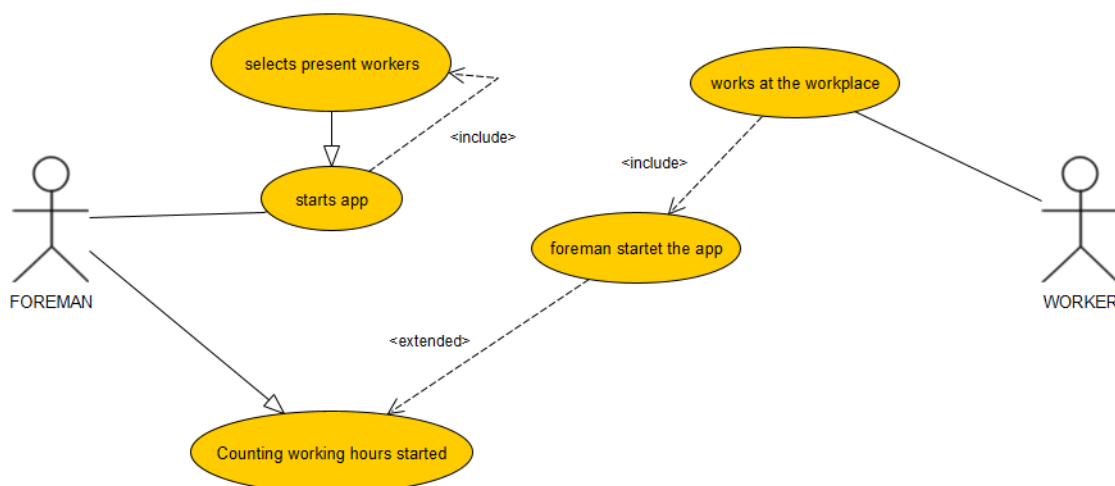 selects present workers
works at the workplace
<include>
<include>
starts app
foreman startet the app
FOREMAN
WORKER
<extended>
Counting working hours started